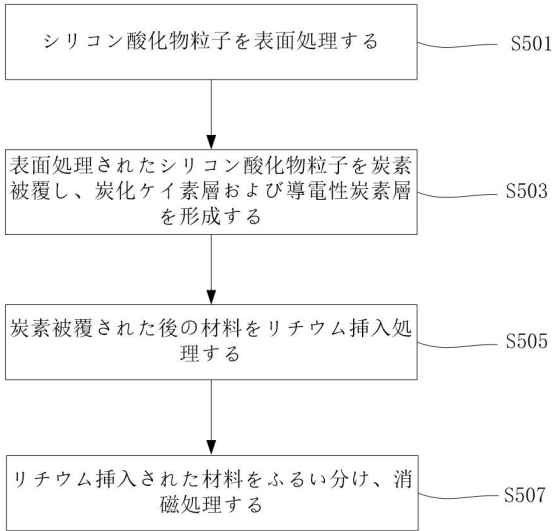 シリコン酸化物粒子を表面処理する
S501
表面処理されたシリコン酸化物粒子を炭素
被覆し、炭化ケイ素層および導電性炭素層
を形成する
S503
炭素被覆された後の材料をリチウム挿入処
理する
S505
リチウム挿入された材料をふるい分け、消
磁処理する
S507